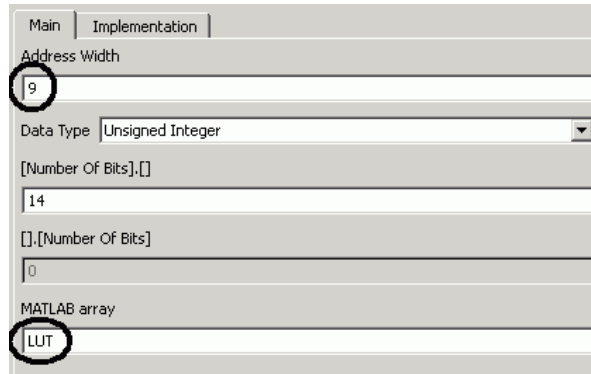 Main Implementation
Address Width
9
Data Type Unsigned Integer
[Number Of Bits].[]
14
[].[Number Of Bits]
0
MATLAB array
LUT